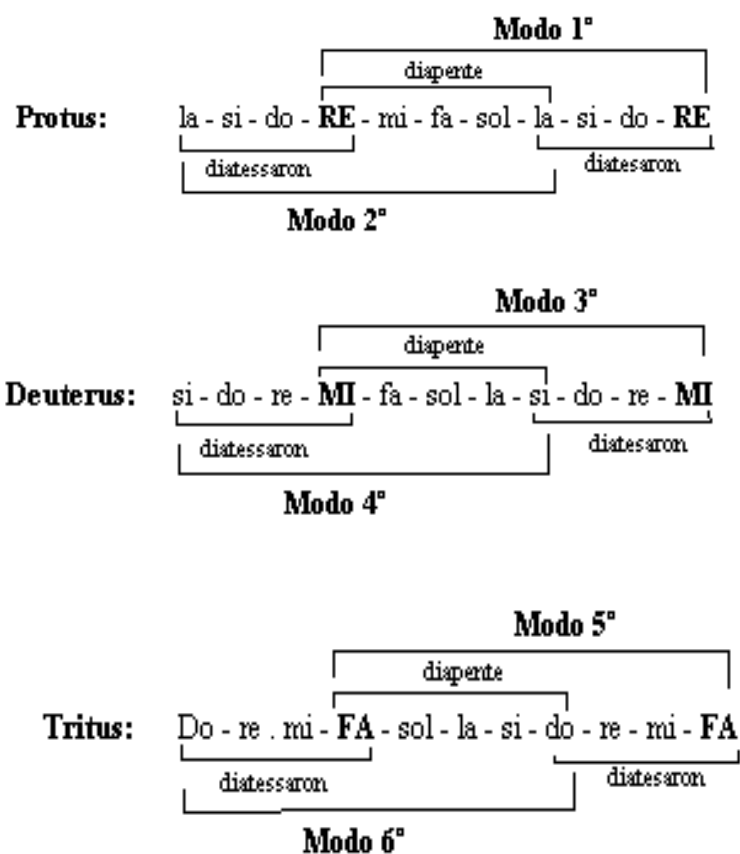 Modo 1°
diapente
Protus: la - si - do - RE - mi - fa - sol - la - si - do - RE
diatessaron diatesaron
Modo 2°
Modo 3°
diapente
Deuterus: si - do - re - MI - fa - sol - la - si - do - re - MI
diatessaron diatesaron
Modo 4°
Modo 5°
diapente
Tritus: Do - re . mi - FA - sol - la - si - do - re - mi - FA
diatessaron diatesaron
Modo 6°